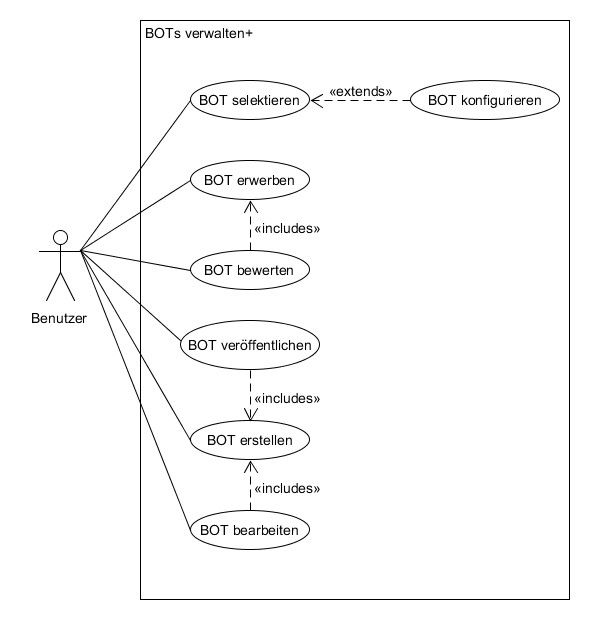 BOTs verwalten+
BOT selektieren
«extends»
BOT konfigurieren
BOT erwerben
«includes»
BOT bewerten
Benutzer
BOT veröffentlichen
«includes»
BOT erstellen
«includes»
BOT bearbeiten